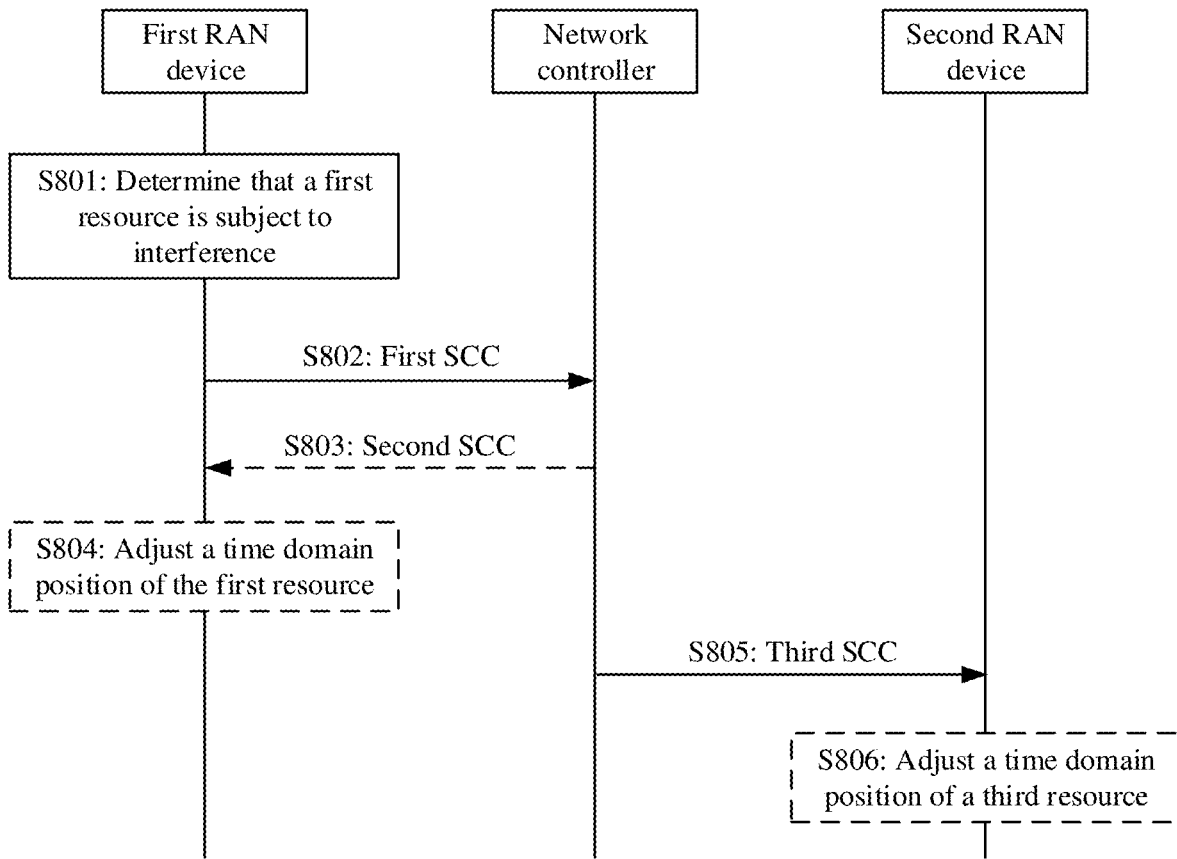 First RAN
device
Network
controller
Second RAN
device
S801: Determine that a first
resource is subject to
interference
S802: First SCC
S803: Second SCC
S804: Adjust a time domain
position of the first resource
S805: Third SCC
S806: Adjust a time domain
position of a third resource